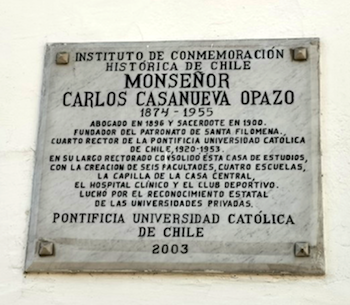 INSTITUTO DE CONMEMORACIÓN
HISTÓRICA DE CHILE
MONSEÑOR
CARLOS CASANUEVA OPAZO
1874 - 1955
ABOGADO EN 1896 Y SACERDOTE EN 1900.
FUNDADOR DEL PATRONATO DE SANTA FILOMENA.
CUARTO RECTOR DE LA PONTIFICIA UNIVERSIDAD CATÓLICA
DE CHILE, 1920-1953.
EN SU LARGO RECTORADO CONSOLIDÓ ÉSTA CASA DE ESTUDIOS,
CON LA CREACIÓN DE SEIS FACULTADES, CUATRO ESCUELAS,
LA CAPILLA DE LA CASA CENTRAL,
EL HOSPITAL CLÍNICO Y EL CLUB DEPORTIVO.
LUCHÓ POR EL RECONOCIMIENTO ESTATAL
DE LAS UNIVERSIDADES PRIVADAS.
PONTIFICIA UNIVERSIDAD CATÓLICA
DE CHILE
2003